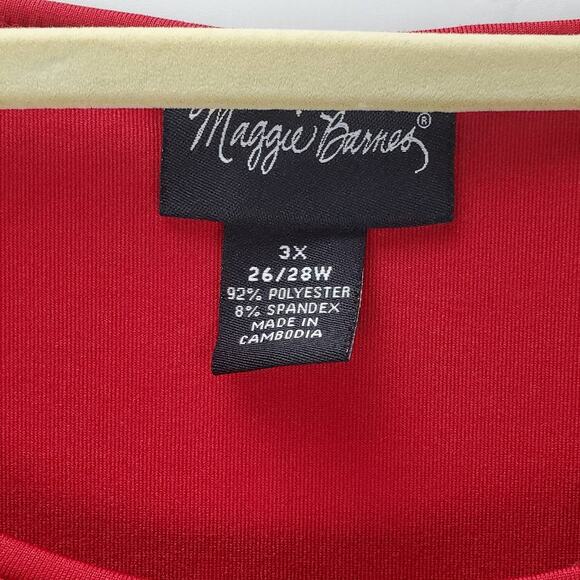 Maggie Barnes®
3X
26/28W
92% POLYESTER
8% SPANDEX
MADE IN
CAMBODIA